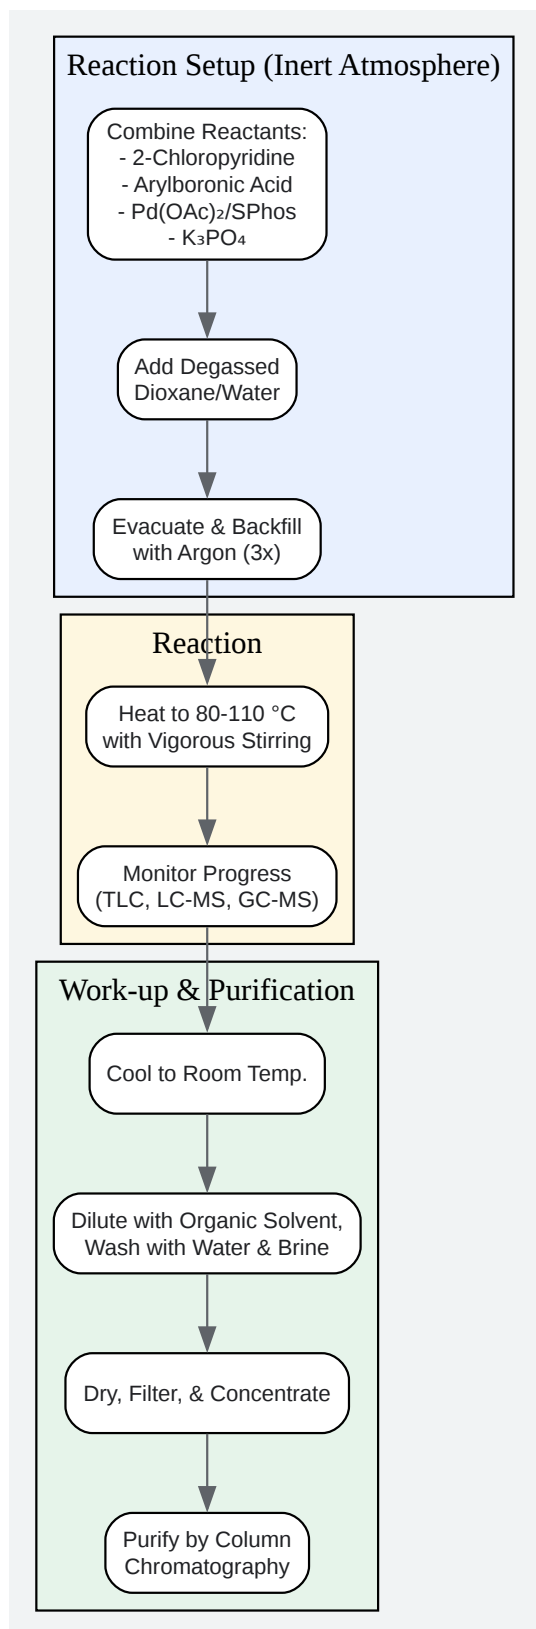 Reaction Setup (Inert Atmosphere)
Combine Reactants:
- 2-Chloropyridine
- Arylboronic Acid
- Pd(OAc)₂/SPhos
- K₃PO₄
Add Degassed
Dioxane/Water
Evacuate & Backfill
with Argon (3x)
Reaction
Heat to 80-110 °C
with Vigorous Stirring
Monitor Progress
(TLC, LC-MS, GC-MS)
Work-up & Purification
Cool to Room Temp.
Dilute with Organic Solvent,
Wash with Water & Brine
Dry, Filter, & Concentrate
Purify by Column
Chromatography